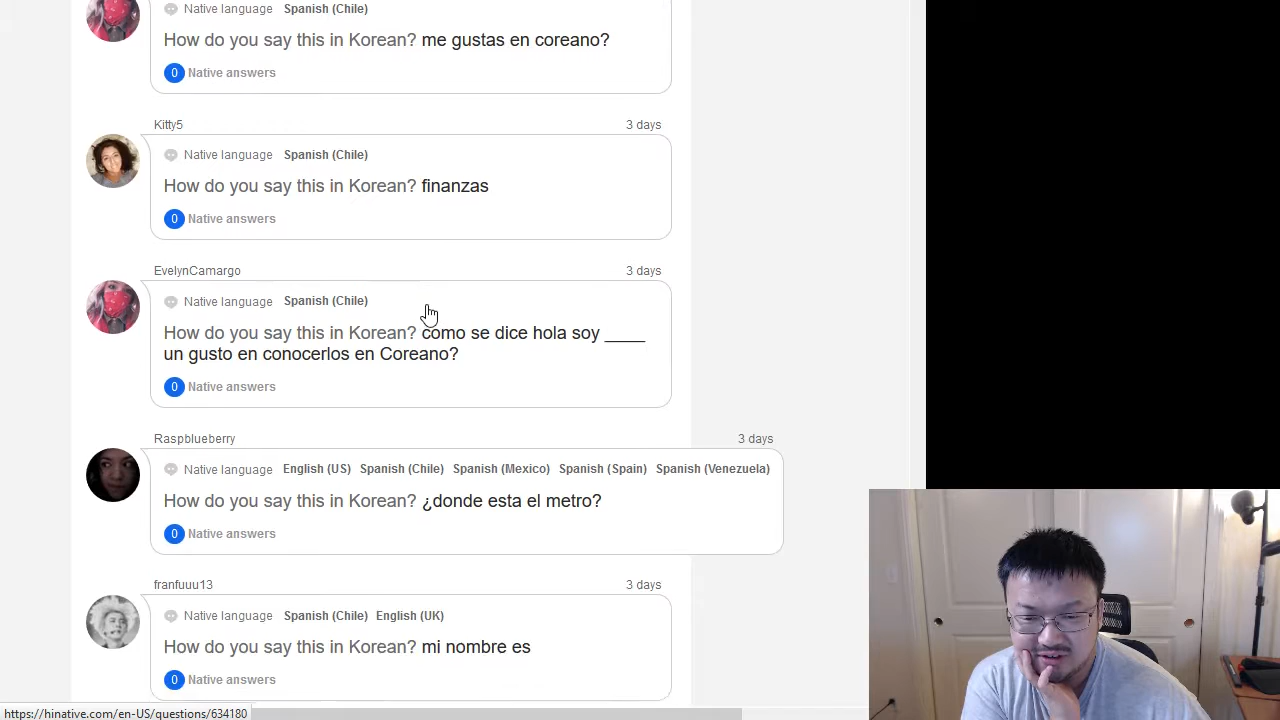 Native language Spanish (Chile)
How do you say this in Korean? me gustas en coreano?
0 Native answers
Kitty5 3 days
Native language Spanish (Chile)
How do you say this in Korean? finanzas
0 Native answers
EvelynCamargo 3 days
Native language Spanish (Chile)
How do you say this in Korean? como se dice hola soy ____
un gusto en conocerlos en Coreano?
0 Native answers
Raspblueberry 3 days
Native language English (US) Spanish (Chile) Spanish (Mexico) Spanish (Spain) Spanish (Venezuela)
How do you say this in Korean? ¿donde esta el metro?
0 Native answers
franfuuu13 3 days
Native language Spanish (Chile) English (UK)
How do you say this in Korean? mi nombre es
0 Native answers
https://hinative.com/en-US/questions/634180